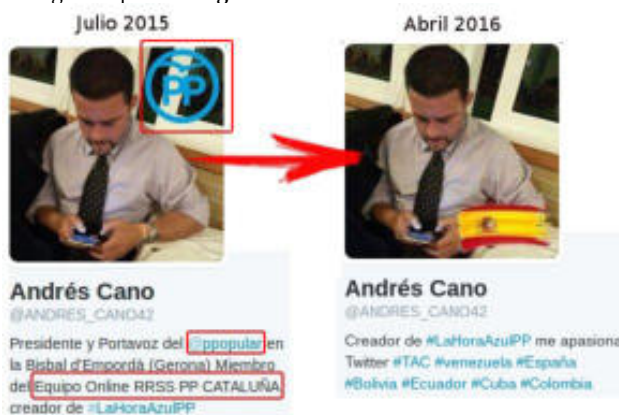 Julio 2015
Abril 2016
PP
Andrés Cano
@ANDRES_CANO42
Presidente y Portavoz del @ppopular en
la Bisbal d'Empordà (Gerona) Miembro
del Equipo Online RRSS PP CATALUÑA,
creador de #LaHoraAzulPP
Andrés Cano
@ANDRES_CANO42
Creador de #LaHoraAzulPP me apasiona
Twitter #TAC #venezuela #España
#Bolivia #Ecuador #Cuba #Colombia